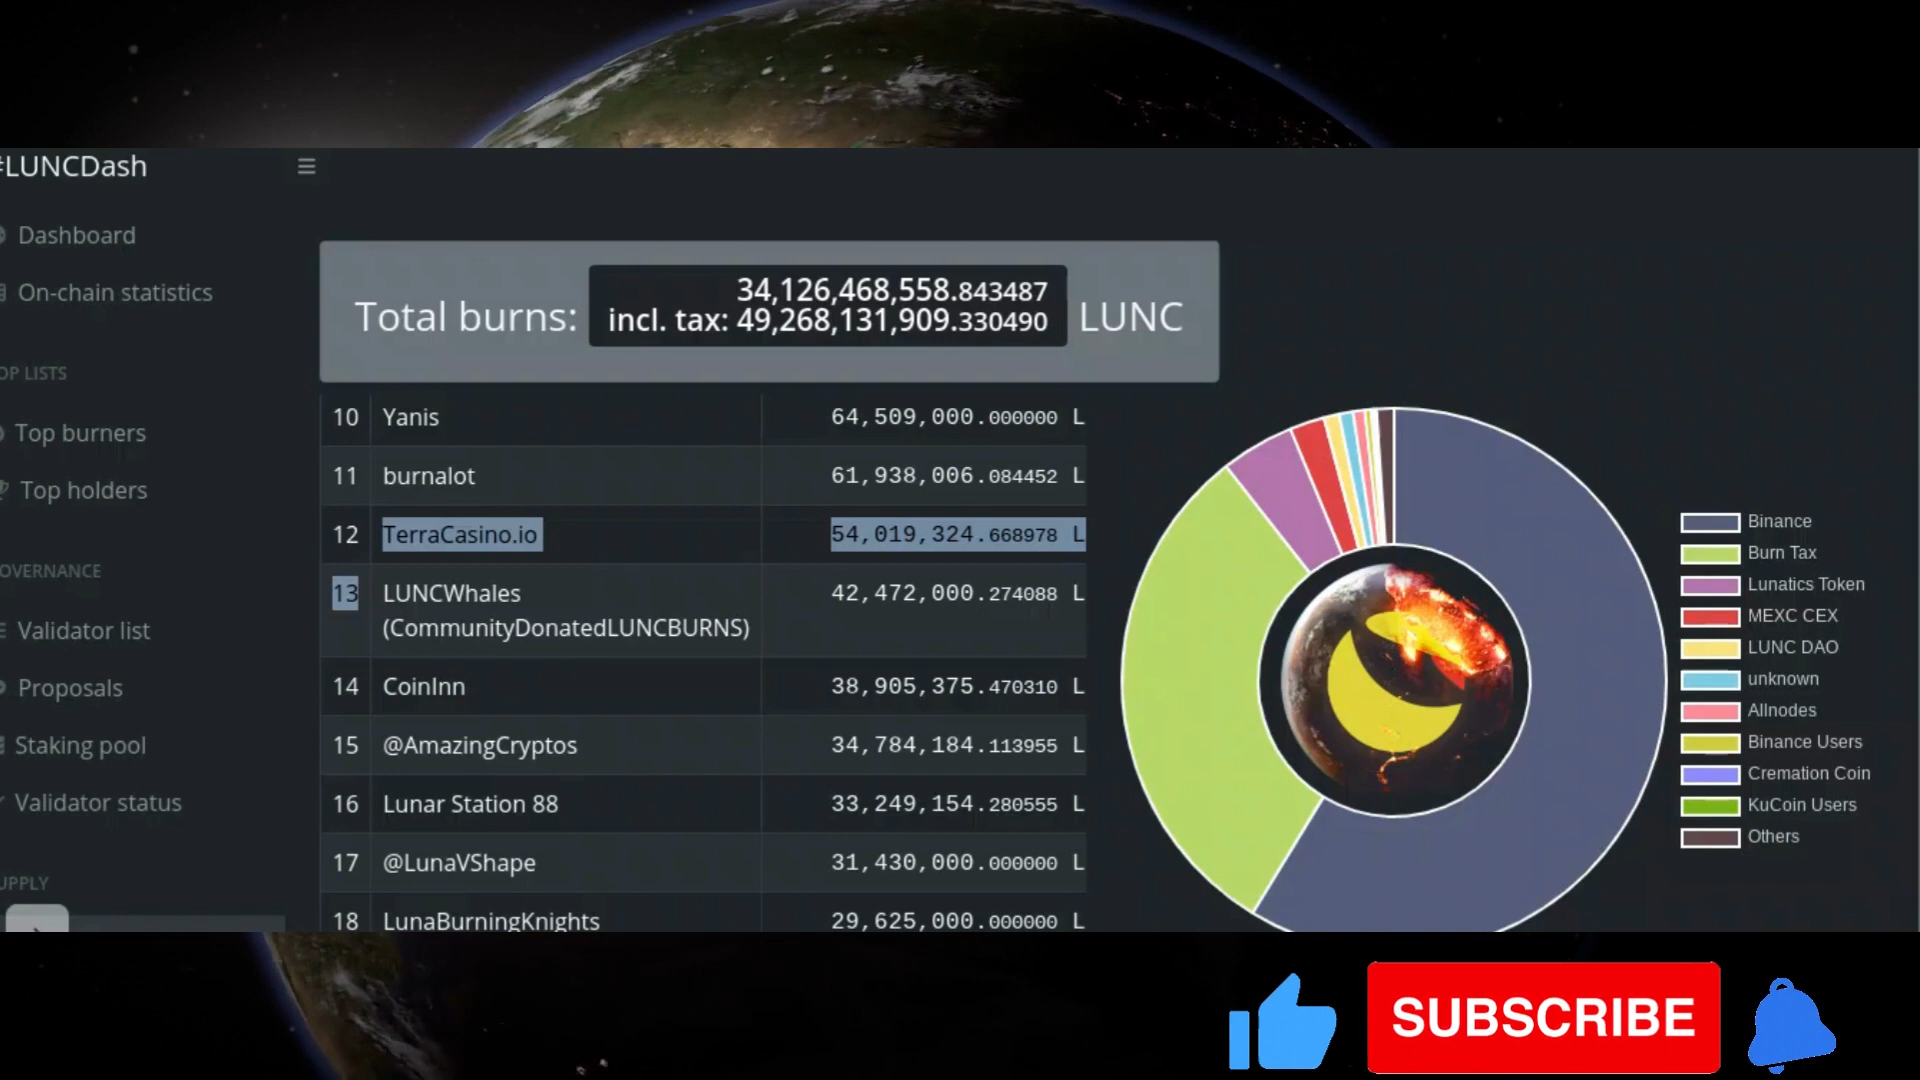 #LUNCDash
Dashboard
On-chain statistics
OP LISTS
Top burners
Top holders
OVERNANCE
Validator list
Proposals
Staking pool
Validator status
UPPLY
Total burns:
34,126,468,558.843487
incl. tax: 49,268,131,909.330490
LUNC
10 Yanis 64,509,000.000000 L
11 burnalot 61,938,006.084452 L
12 TerraCasino.io 54,019,324.668978 L
13 LUNCWhales 42,472,000.274088 L
(CommunityDonatedLUNCBURNS)
14 CoinInn 38,905,375.470310 L
15 @AmazingCryptos 34,784,184.113955 L
16 Lunar Station 88 33,249,154.280555 L
17 @LunaVShape 31,430,000.000000 L
18 LunaBurningKnights 29,625,000.000000 L
Binance
Burn Tax
Lunatics Token
MEXC CEX
LUNC DAO
unknown
Allnodes
Binance Users
Cremation Coin
KuCoin Users
Others
SUBSCRIBE